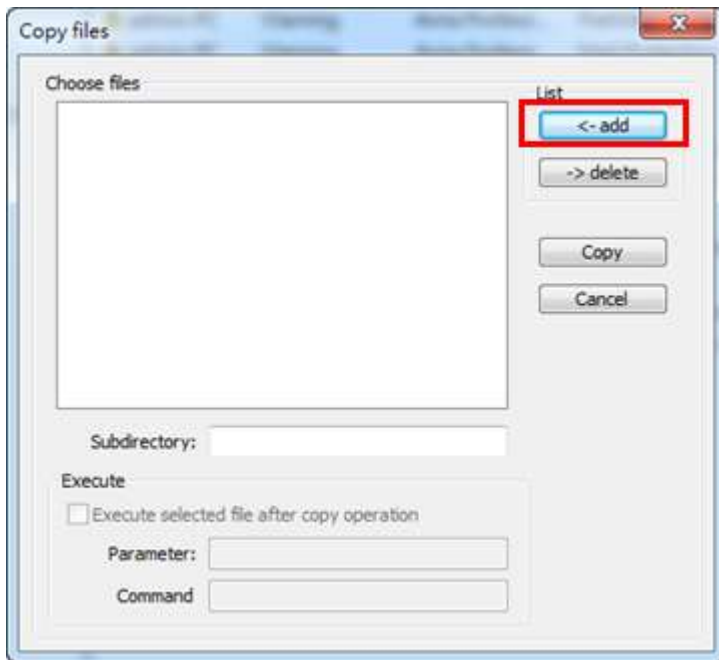 Copy files
Choose files
List
<- add
-> delete
Copy
Cancel
Subdirectory:
Execute
Execute selected file after copy operation
Parameter:
Command